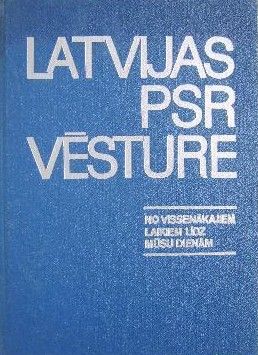 LATVIJAS
PSR
VĒSTURE
NO VISSENĀKAJIEM
LAIKIEM LĪDZ
MŪSU DIENĀM